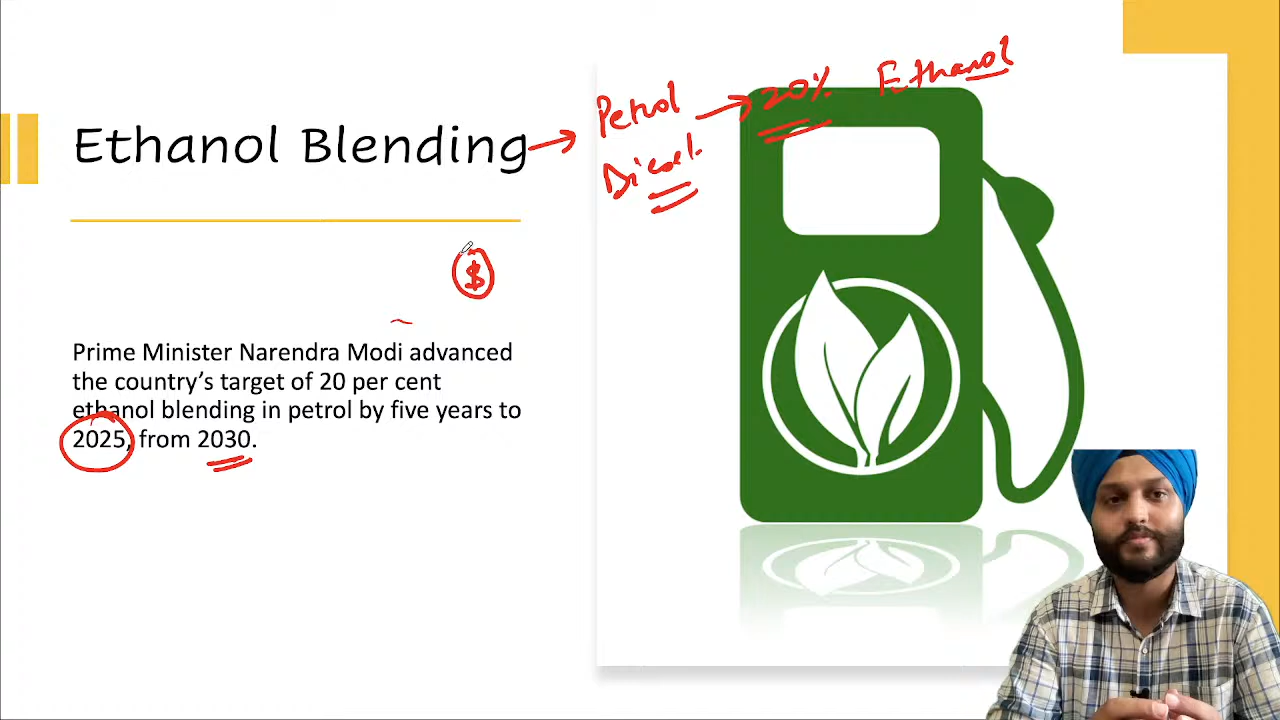 Petrol → 20% Ethanol
Ethanol Blending →
Diesel.
$
Prime Minister Narendra Modi advanced
the country’s target of 20 per cent
ethanol blending in petrol by five years to
2025, from 2030.